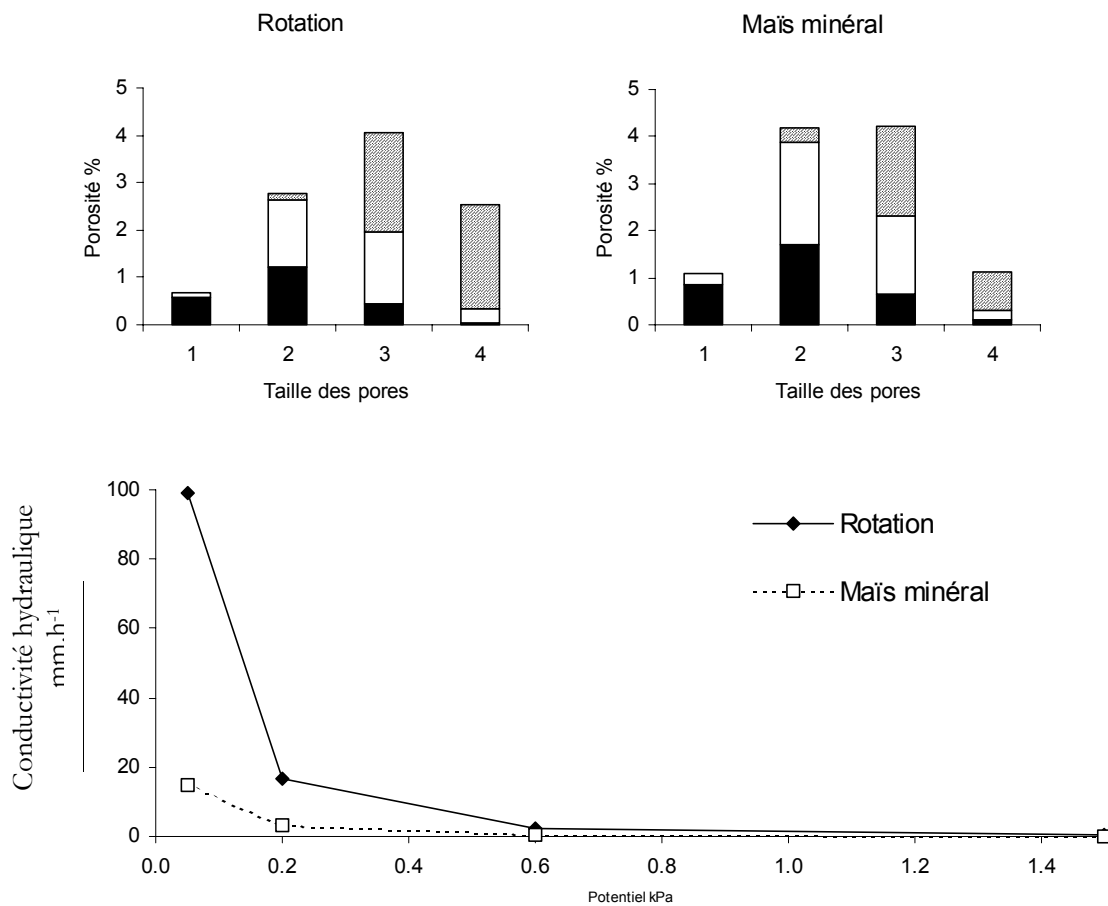 Rotation
Maïs minéral
5
4
3
2
1
0
Porosité %
1 2 3 4
Taille des pores
5
4
3
2
1
0
Porosité %
1 2 3 4
Taille des pores
100
80
60
40
20
0
Conductivité hydraulique
mm.h-1
Rotation
Maïs minéral
0.0 0.2 0.6 0.8 1.0 1.2 1.4
Potentiel kPa